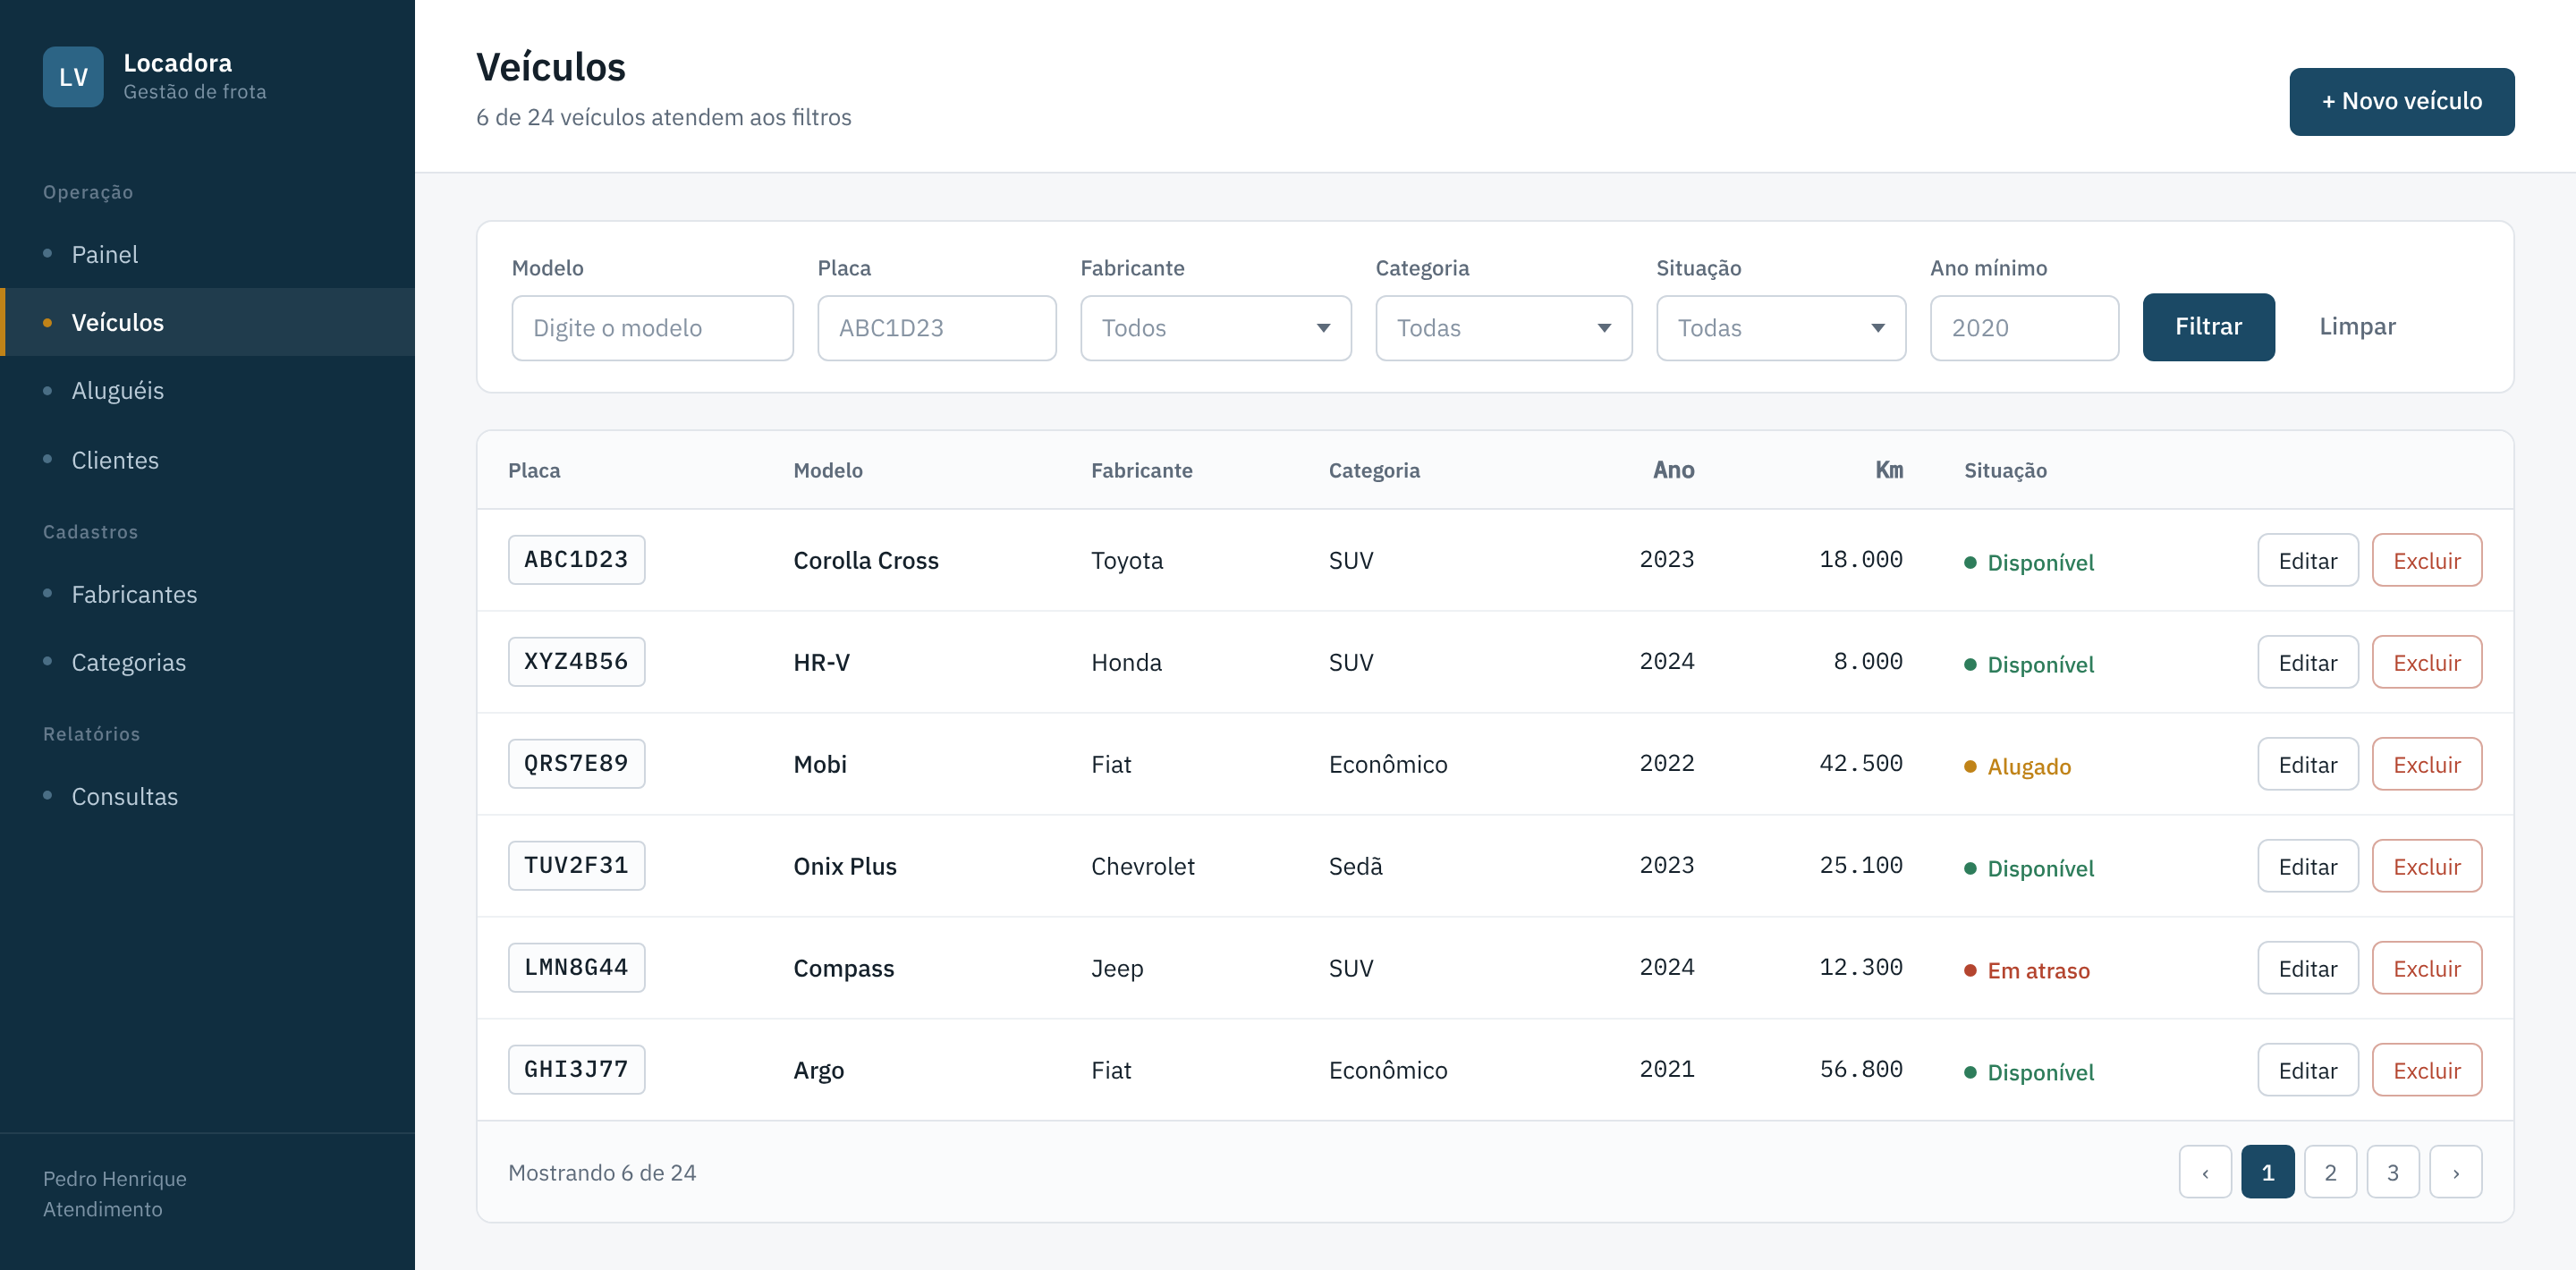 LV
Locadora
Gestão de frota
Operação
Painel
Veículos
Aluguéis
Clientes
Cadastros
Fabricantes
Categorias
Relatórios
Consultas
Pedro Henrique
Atendimento
Veículos
6 de 24 veículos atendem aos filtros
+ Novo veículo
Modelo Placa Fabricante Categoria Situação Ano mínimo
Digite o modelo ABC1D23 Todos Todas Todas 2020 Filtrar Limpar
Placa Modelo Fabricante Categoria Ano Km Situação
ABC1D23 Corolla Cross Toyota SUV 2023 18.000 Disponível Editar Excluir
XYZ4B56 HR-V Honda SUV 2024 8.000 Disponível Editar Excluir
QRS7E89 Mobi Fiat Econômico 2022 42.500 Alugado Editar Excluir
TUV2F31 Onix Plus Chevrolet Sedã 2023 25.100 Disponível Editar Excluir
LMN8G44 Compass Jeep SUV 2024 12.300 Em atraso Editar Excluir
GHI3J77 Argo Fiat Econômico 2021 56.800 Disponível Editar Excluir
Mostrando 6 de 24 ‹ 1 2 3 ›